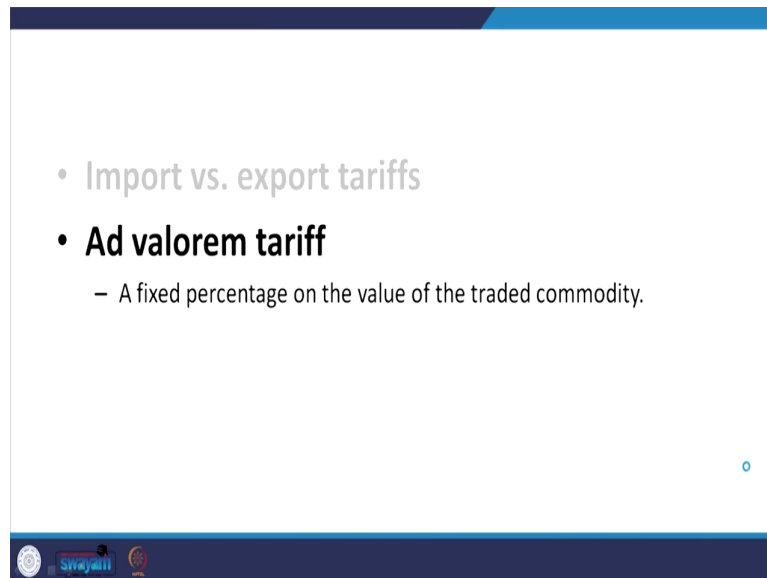 • Import vs. export tariffs
• Ad valorem tariff
– A fixed percentage on the value of the traded commodity.
swayam